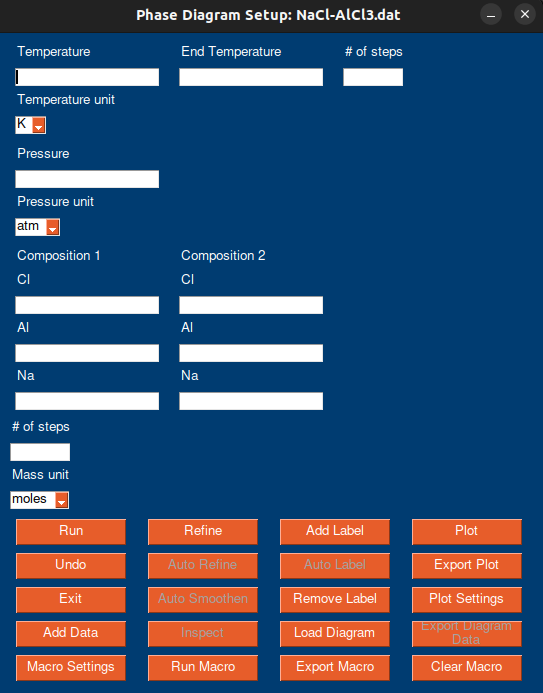 Phase Diagram Setup: NaCl-AlCl3.dat
Temperature End Temperature # of steps
Temperature unit
K
Pressure
Pressure unit
atm
Composition 1 Composition 2
Cl Cl
Al Al
Na Na
# of steps
Mass unit
moles
Run Refine Add Label Plot
Undo Auto Refine Auto Label Export Plot
Exit Auto Smoothen Remove Label Plot Settings
Add Data Inspect Load Diagram Export Diagram
Data
Macro Settings Run Macro Export Macro Clear Macro